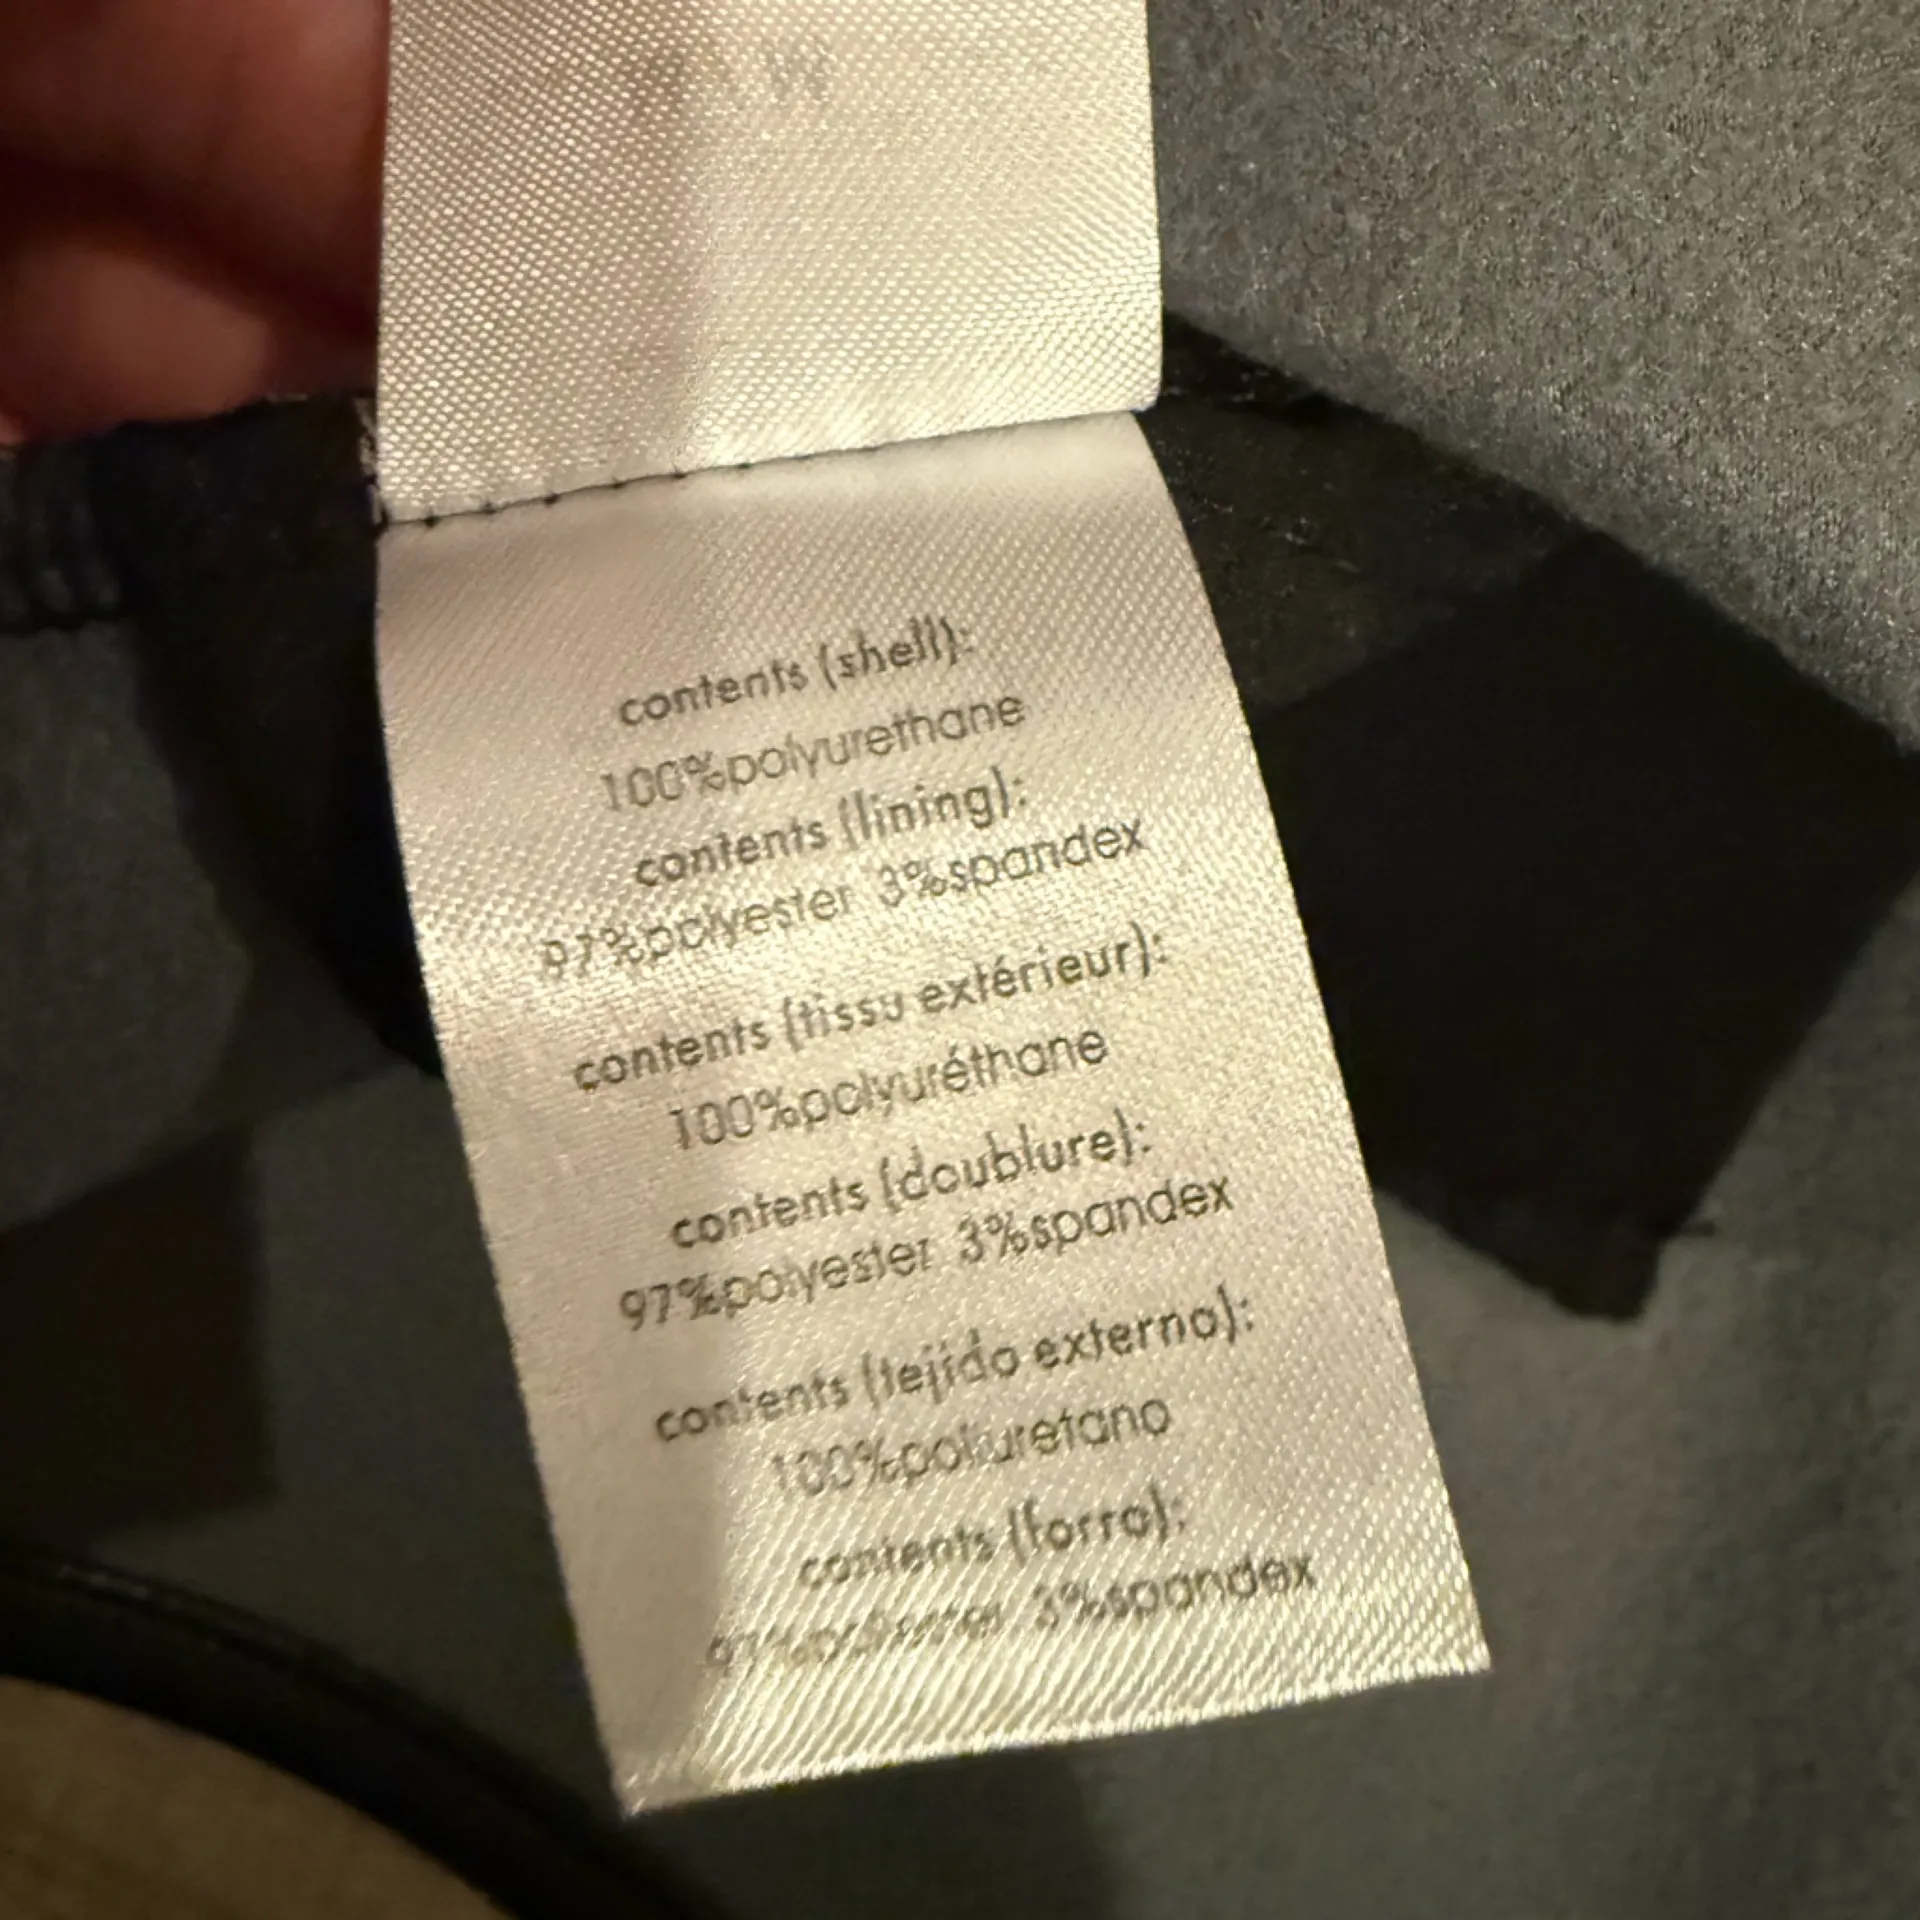 contents (shell):
100%polyurethane
contents (lining):
97%polyester 3%spandex
contents (tissu extérieur):
100%polyuréthane
contents (doublure):
97%polyester 3%spandex
contents (tejido externo):
100%poliuretano
contents (forro):
3%spandex